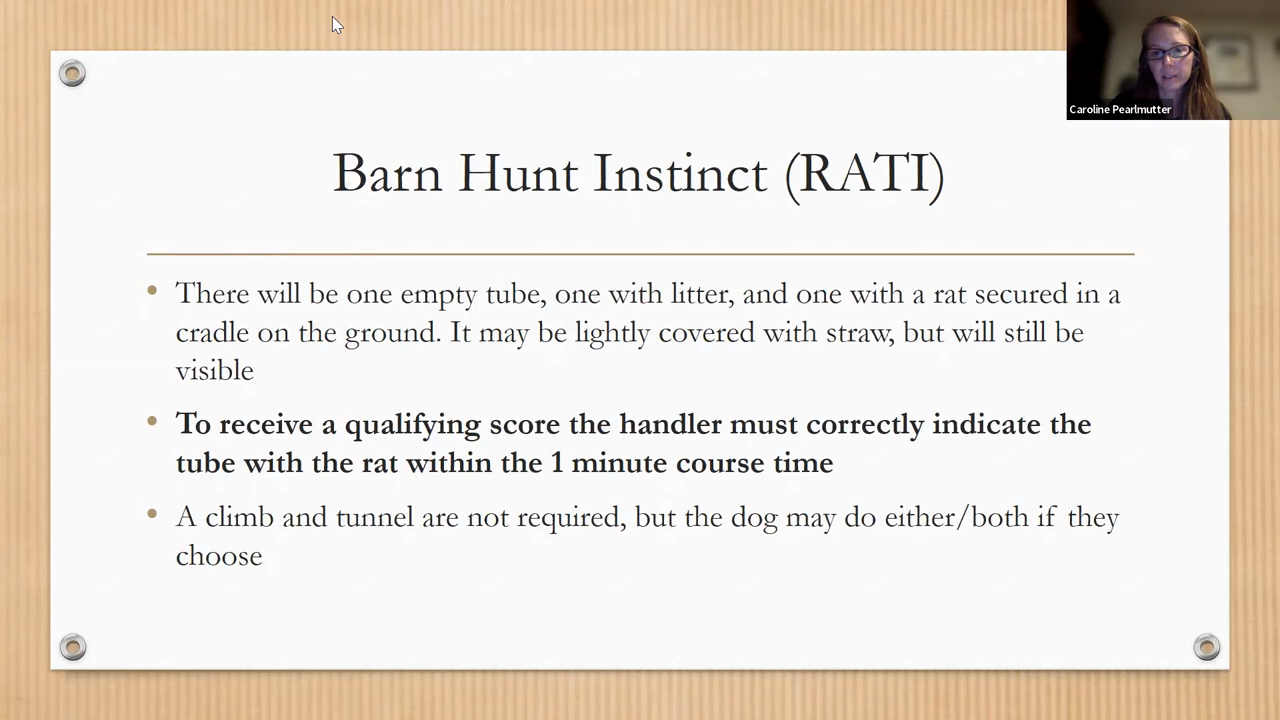 Caroline Pearlmutter
Barn Hunt Instinct (RATI)
• There will be one empty tube, one with litter, and one with a rat secured in a
cradle on the ground. It may be lightly covered with straw, but will still be
visible
• To receive a qualifying score the handler must correctly indicate the
tube with the rat within the 1 minute course time
• A climb and tunnel are not required, but the dog may do either/both if they
choose